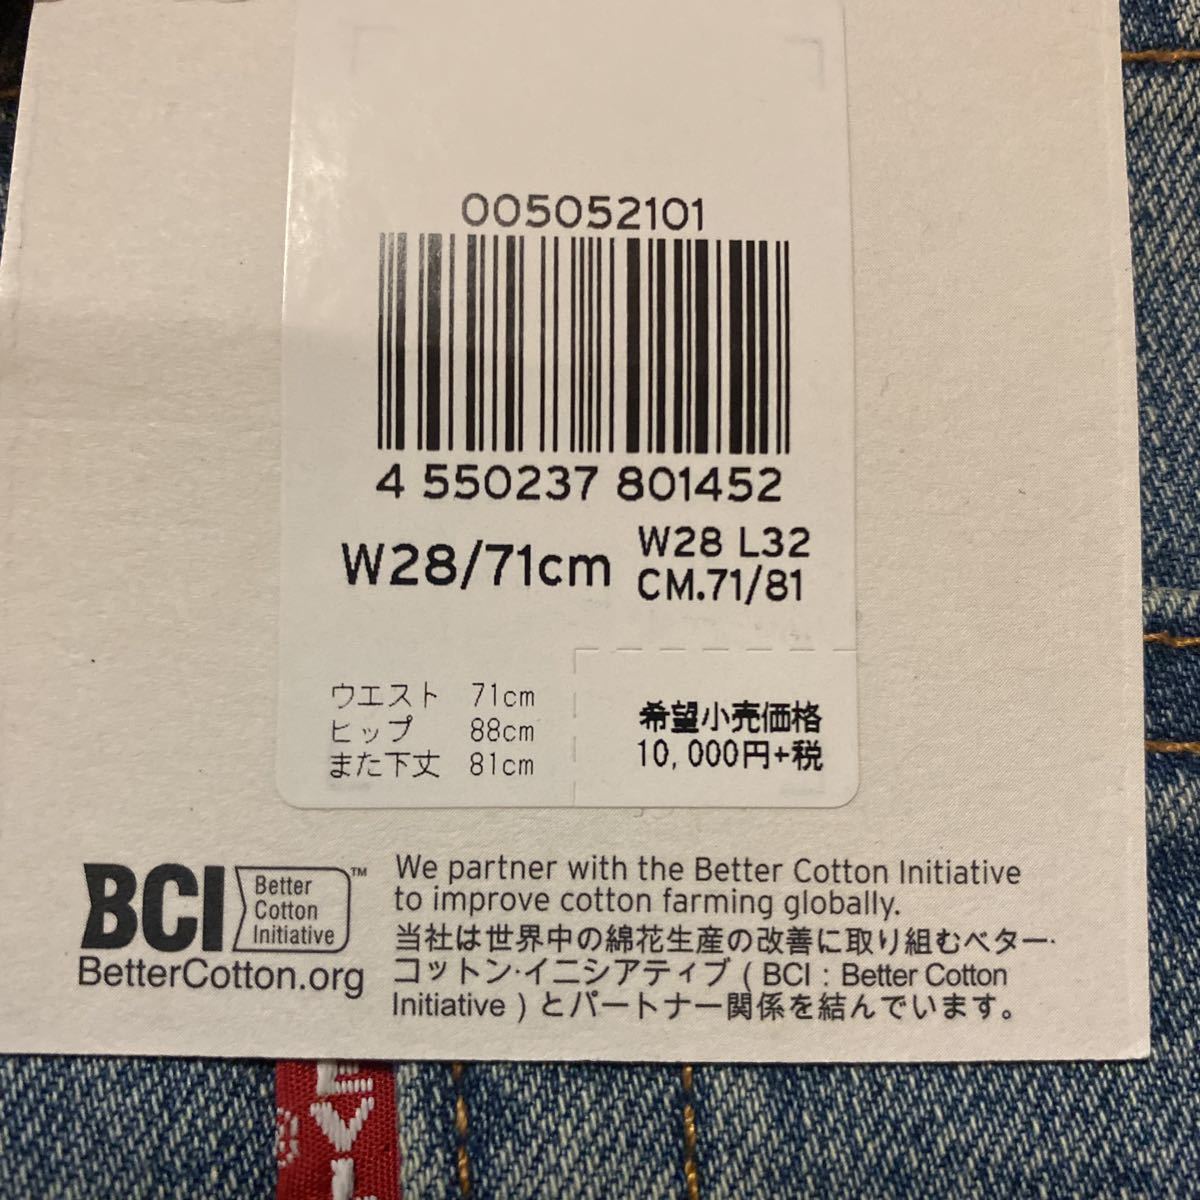 005052101
4 550237 801452
W28/71cm
W28 L32
CM.71/81
ウエスト 71cm
ヒップ 88cm
また下丈 81cm
希望小売価格
10,000円+税
BCI Better Cotton Initiative™
BetterCotton.org
We partner with the Better Cotton Initiative
to improve cotton farming globally.
当社は世界中の綿花生産の改善に取り組むベター・
コットン・イニシアティブ ( BCI : Better Cotton
Initiative ) とパートナー関係を結んでいます。
EVI
®